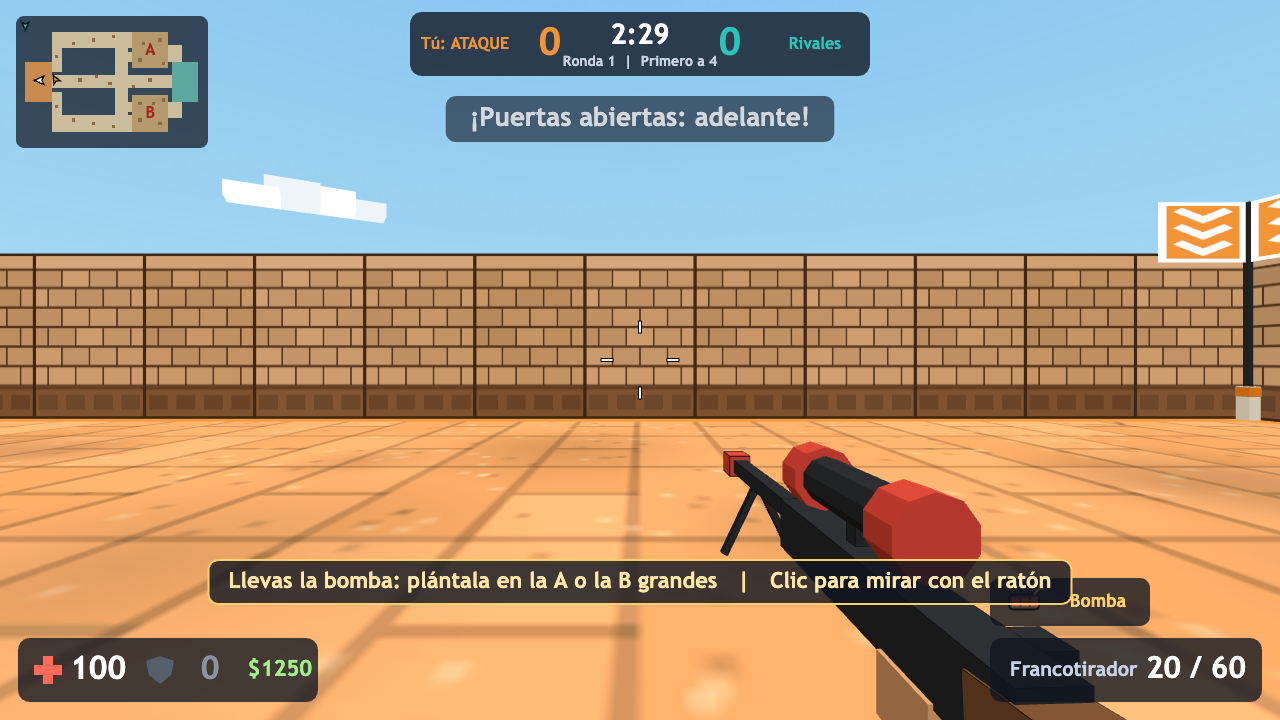 A
B
Tú: ATAQUE
0
2:29
0
Rivales
Ronda 1 | Primero a 4
¡Puertas abiertas: adelante!
Llevas la bomba: plántala en la A o la B grandes | Clic para mirar con el ratón
Bomba
100
0
$1250
Francotirador 20 / 60